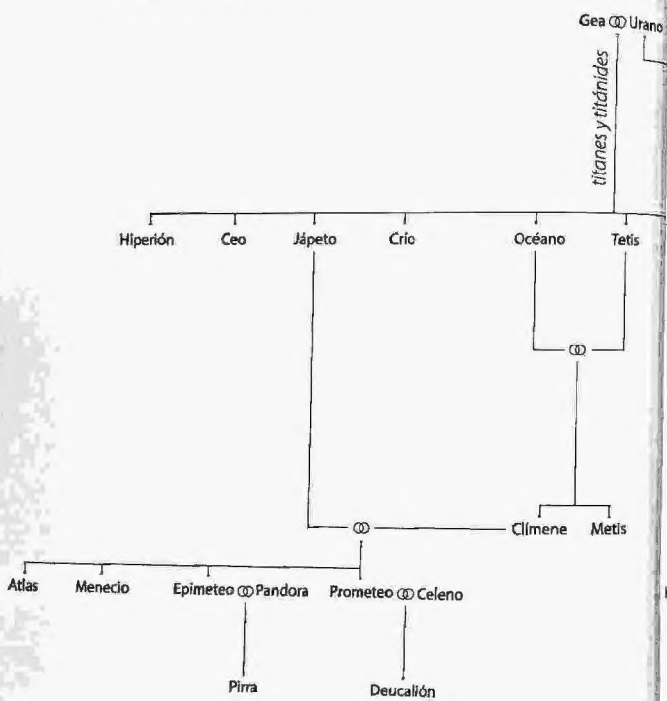 Gea Urano
titanes y titánides
Hiperión Ceo Jápeto Crío Océano Tetis
Clímene Metis
Atlas Menecio Epimeteo Pandora Prometeo Celeno
Pirra Deucalión